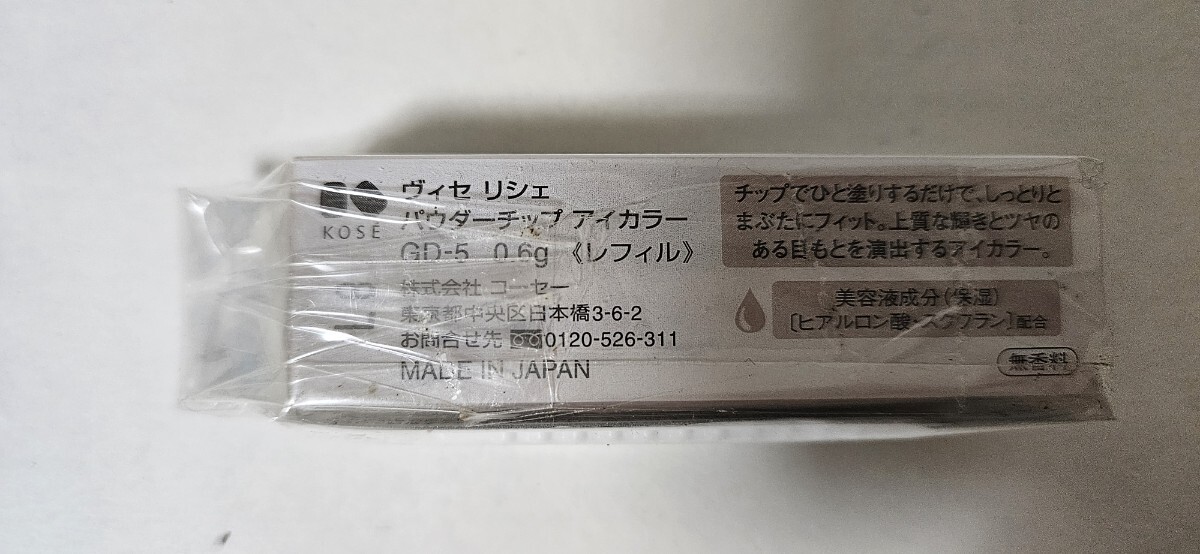 KOSÉ
ヴィセ リシェ
パウダーチップ アイカラー
GD-5 0.6g 《レフィル》
株式会社 コーセー
東京都中央区日本橋3-6-2
お問合せ先 0120-526-311
MADE IN JAPAN
チップでひと塗りするだけで、しっとりと
まぶたにフィット。上質な輝きとツヤの
ある目もとを演出するアイカラー。
美容液成分(保湿)
[ヒアルロン酸・スクワラン]配合
無香料